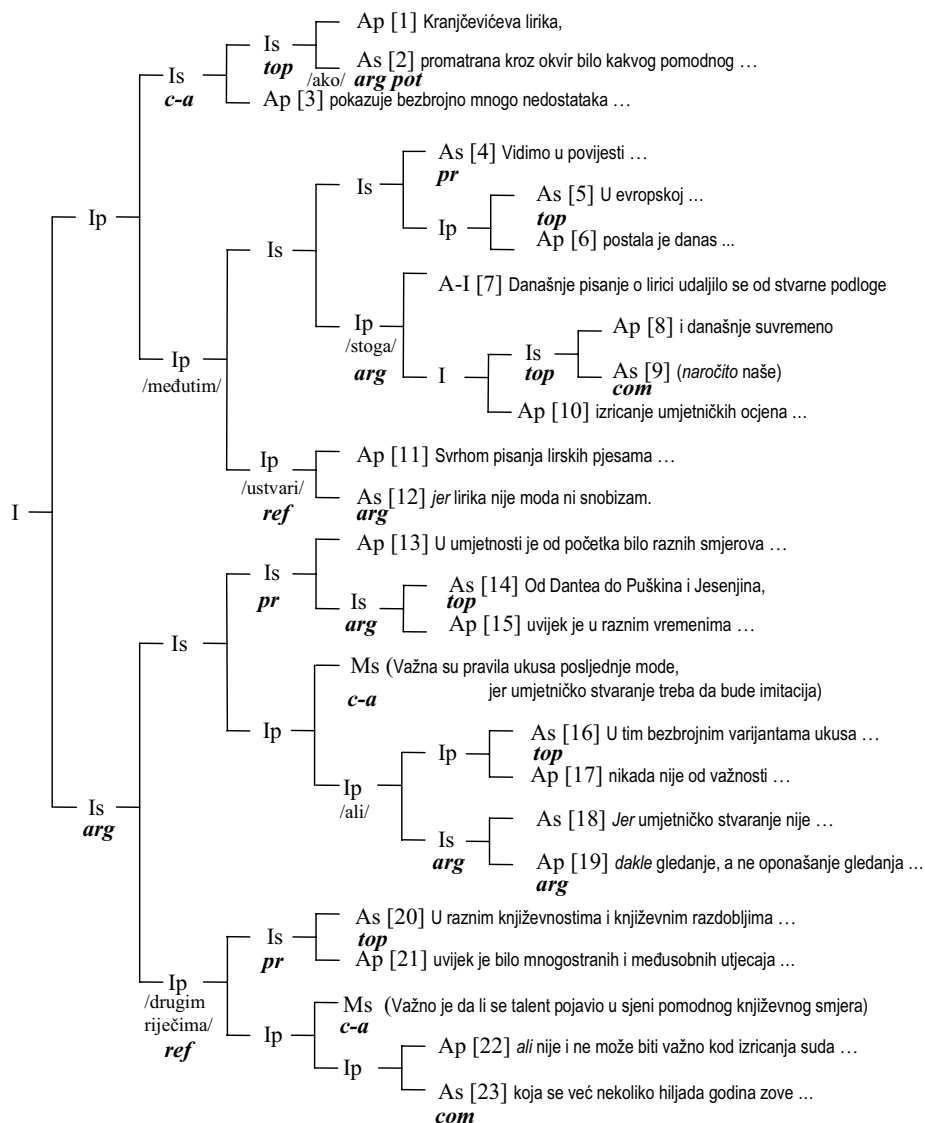 Ap [1] Kranjčevićeva lirika,
Is
top
As [2] promatrana kroz okvir bilo kakvog pomodnog …
/ako/
arg pot
Is
c-a
Ap [3] pokazuje bezbrojno mnogo nedostataka …
As [4] Vidimo u povijesti …
pr
Is
As [5] U evropskoj …
top
Ip
Ip
Ap [6] postala je danas ...
Is
A-I [7] Današnje pisanje o lirici udaljilo se od stvarne podloge
Ip
/stoga/
arg
Ap [8] i današnje suvremeno
Is
top
I
As [9] (naročito naše)
com
Ip
/međutim/
Ap [10] izricanje umjetničkih ocjena …
Ap [11] Svrhom pisanja lirskih pjesama …
Ip
/ustvari/
ref
As [12] jer lirika nije moda ni snobizam.
arg
I
Ap [13] U umjetnosti je od početka bilo raznih smjerova …
Is
pr
As [14] Od Dantea do Puškina i Jesenjina,
top
Is
arg
Ap [15] uvijek je u raznim vremenima …
Is
Ms (Važna su pravila ukusa posljednje mode,
jer umjetničko stvaranje treba da bude imitacija)
c-a
Ip
As [16] U tim bezbrojnim varijantama ukusa …
top
Ip
Ap [17] nikada nije od važnosti …
Ip
/ali/
Is
arg
As [18] Jer umjetničko stvaranje nije …
Is
arg
Ap [19] dakle gledanje, a ne oponašanje gledanja …
arg
As [20] U raznim književnostima i književnim razdobljima …
top
Is
pr
Ap [21] uvijek je bilo mnogostranih i međusobnih utjecaja …
Ip
/drugim
riječima/
ref
Ms (Važno je da li se talent pojavio u sjeni pomodnog književnog smjera)
c-a
Ip
Ap [22] ali nije i ne može biti važno kod izricanja suda …
Ip
As [23] koja se već nekoliko hiljada godina zove …
com